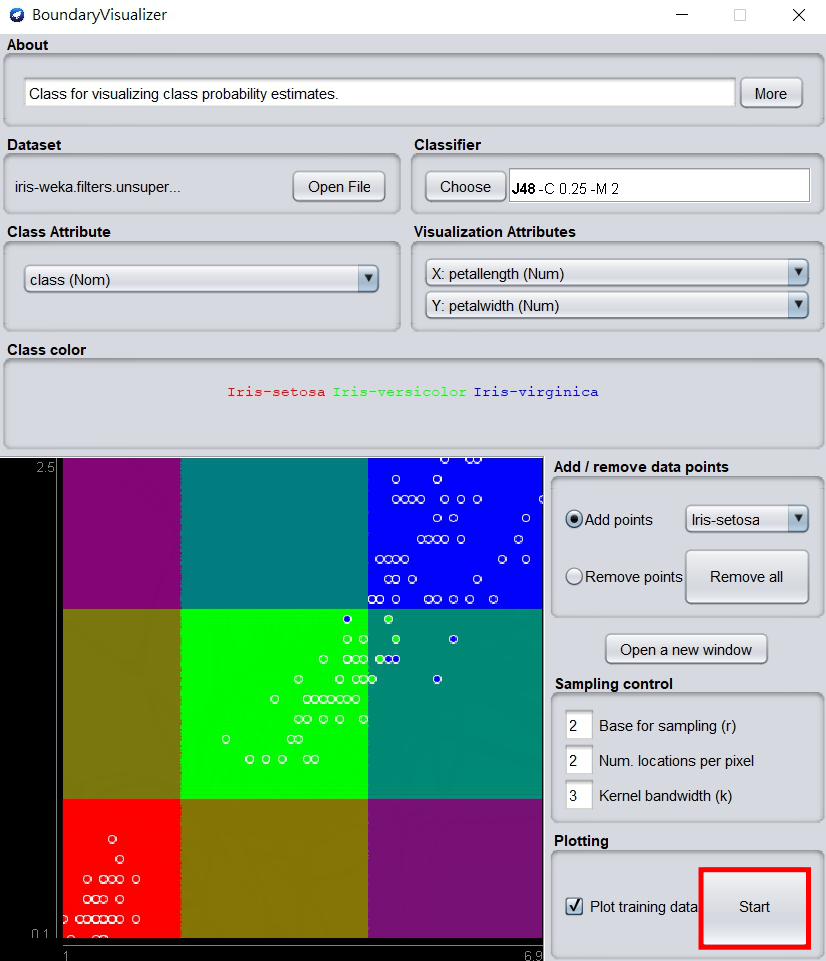 BoundaryVisualizer
About
Class for visualizing class probability estimates.
More
Dataset
Classifier
iris-weka.filters.unsuper...
Open File
Choose
J48 -C 0.25 -M 2
Class Attribute
Visualization Attributes
class (Nom)
X: petallength (Num)
Y: petalwidth (Num)
Class color
Iris-setosa Iris-versicolor Iris-virginica
2.5
0.1
1
6.9
Add / remove data points
Add points
Iris-setosa
Remove points
Remove all
Open a new window
Sampling control
2 Base for sampling (r)
2 Num. locations per pixel
3 Kernel bandwidth (k)
Plotting
Plot training data
Start